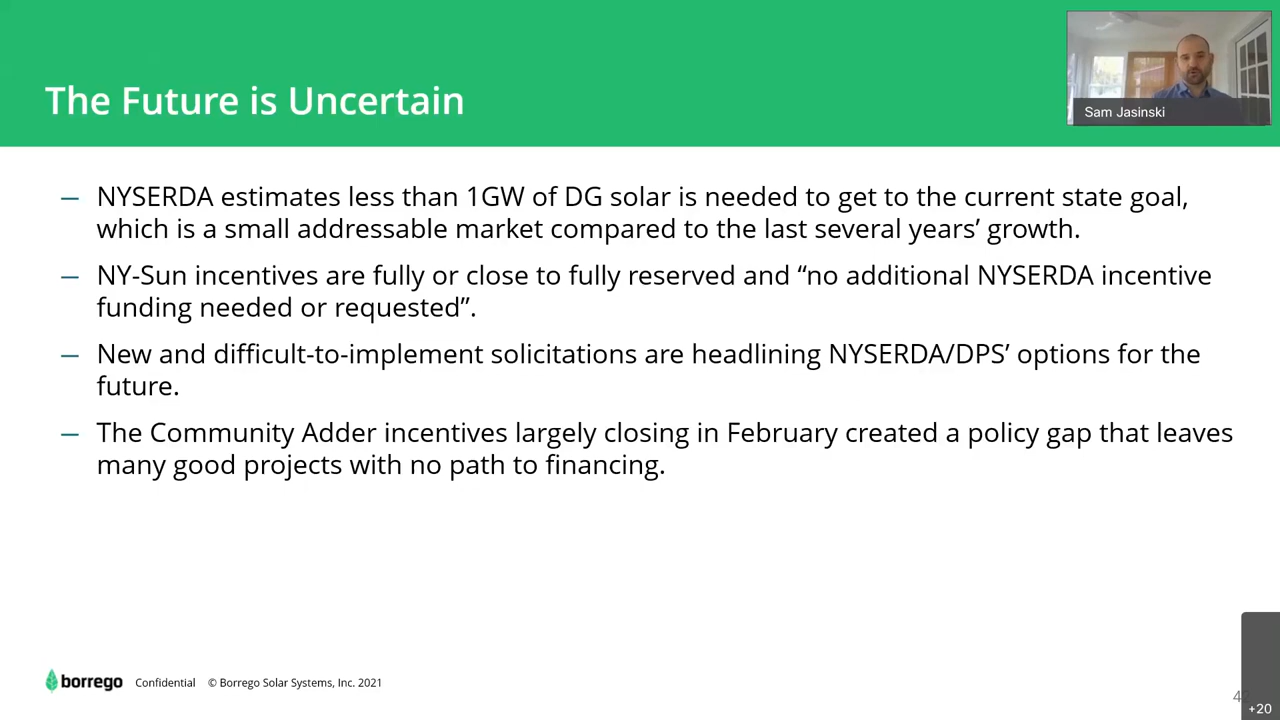 The Future is Uncertain
Sam Jasinski
– NYSERDA estimates less than 1GW of DG solar is needed to get to the current state goal,
which is a small addressable market compared to the last several years’ growth.
– NY-Sun incentives are fully or close to fully reserved and “no additional NYSERDA incentive
funding needed or requested”.
– New and difficult-to-implement solicitations are headlining NYSERDA/DPS’ options for the
future.
– The Community Adder incentives largely closing in February created a policy gap that leaves
many good projects with no path to financing.
borrego Confidential © Borrego Solar Systems, Inc. 2021
+20